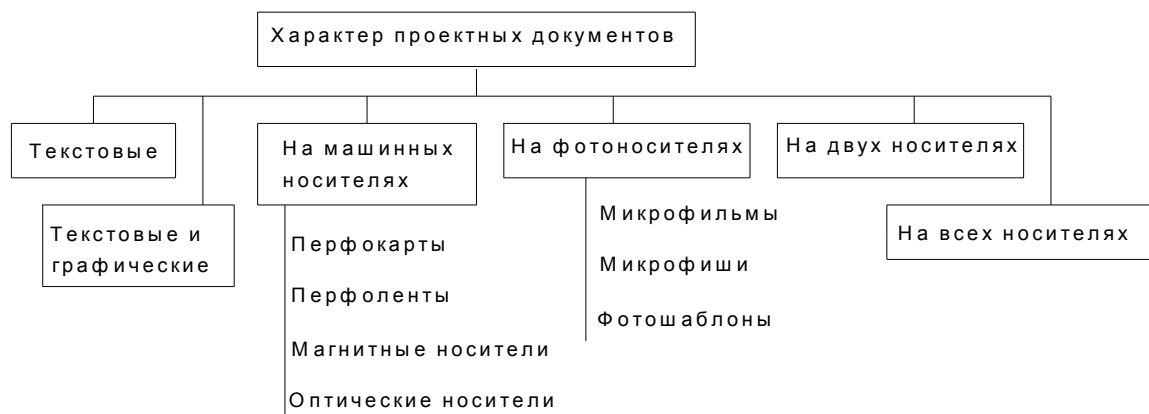 Характер проектных документов
Текстовые
На машинных
носителях
На фотоносителях
На двух носителях
Текстовые и
графические
На всех носителях
Перфокарты
Перфоленты
Магнитные носители
Оптические носители
Микрофильмы
Микрофиши
Фотошаблоны